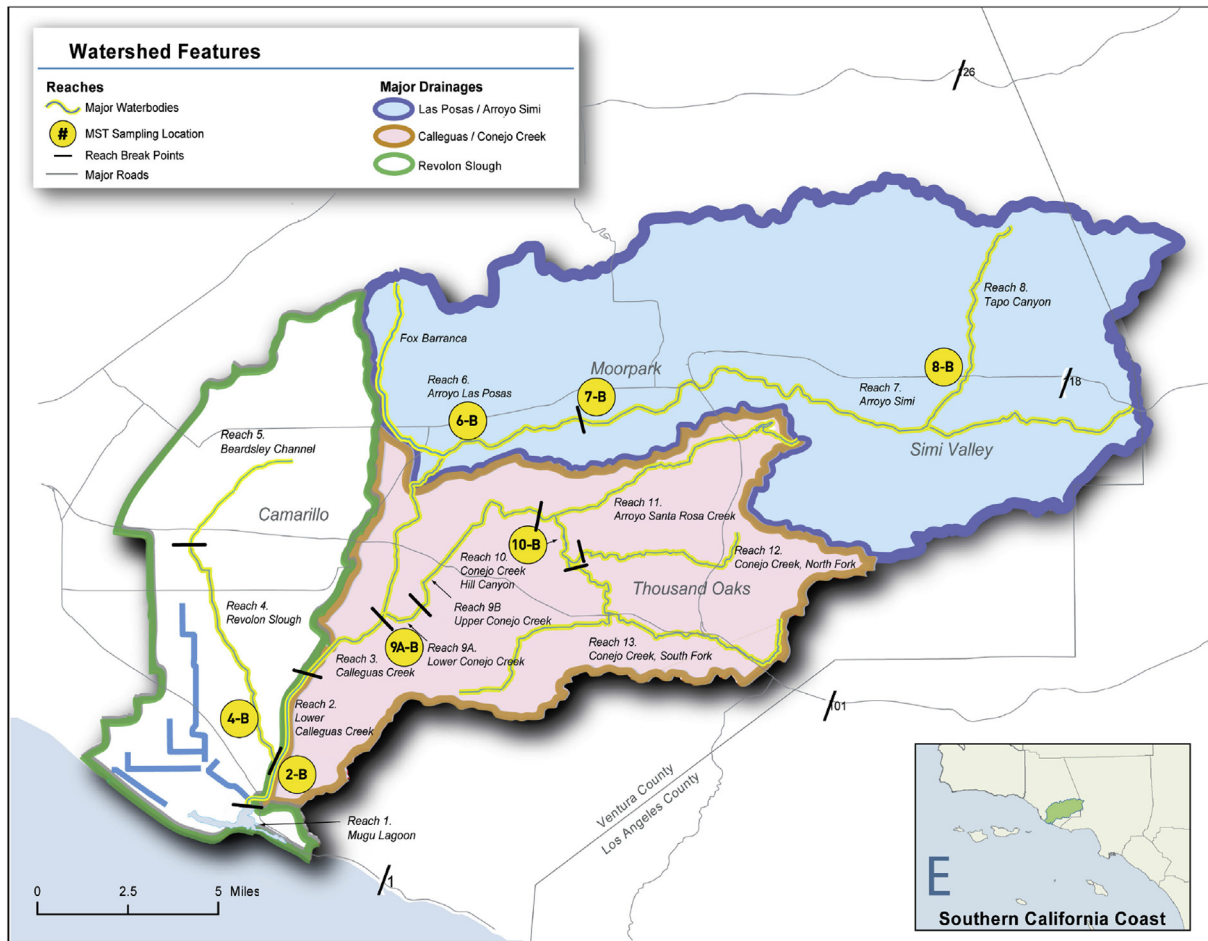 Watershed Features
Reaches
Major Waterbodies
#
MST Sampling Location
Reach Break Points
Major Roads
Major Drainages
Las Posas / Arroyo Simi
Calleguas / Conejo Creek
Revolon Slough
126
Reach 8.
Tapo Canyon
Fox Barranca
Moorpark
8-B
Reach 6.
Arroyo Las Posas
7-B
18
Reach 7.
Arroyo Simi
6-B
Reach 5.
Beardsley Channel
Simi Valley
Reach 11.
Arroyo Santa Rosa Creek
Camarillo
10-B
Reach 10.
Conejo Creek
Hill Canyon
Reach 12.
Conejo Creek, North Fork
Thousand Oaks
Reach 4.
Revolon Slough
Reach 9B
Upper Conejo Creek
9A-B
Reach 9A.
Lower Conejo Creek
Reach 13.
Conejo Creek, South Fork
Reach 3.
Calleguas Creek
Reach 2.
Lower
Calleguas Creek
101
4-B
2-B
Ventura County
Los Angeles County
Reach 1.
Mugu Lagoon
1
0 2.5 5 Miles
E
Southern California Coast